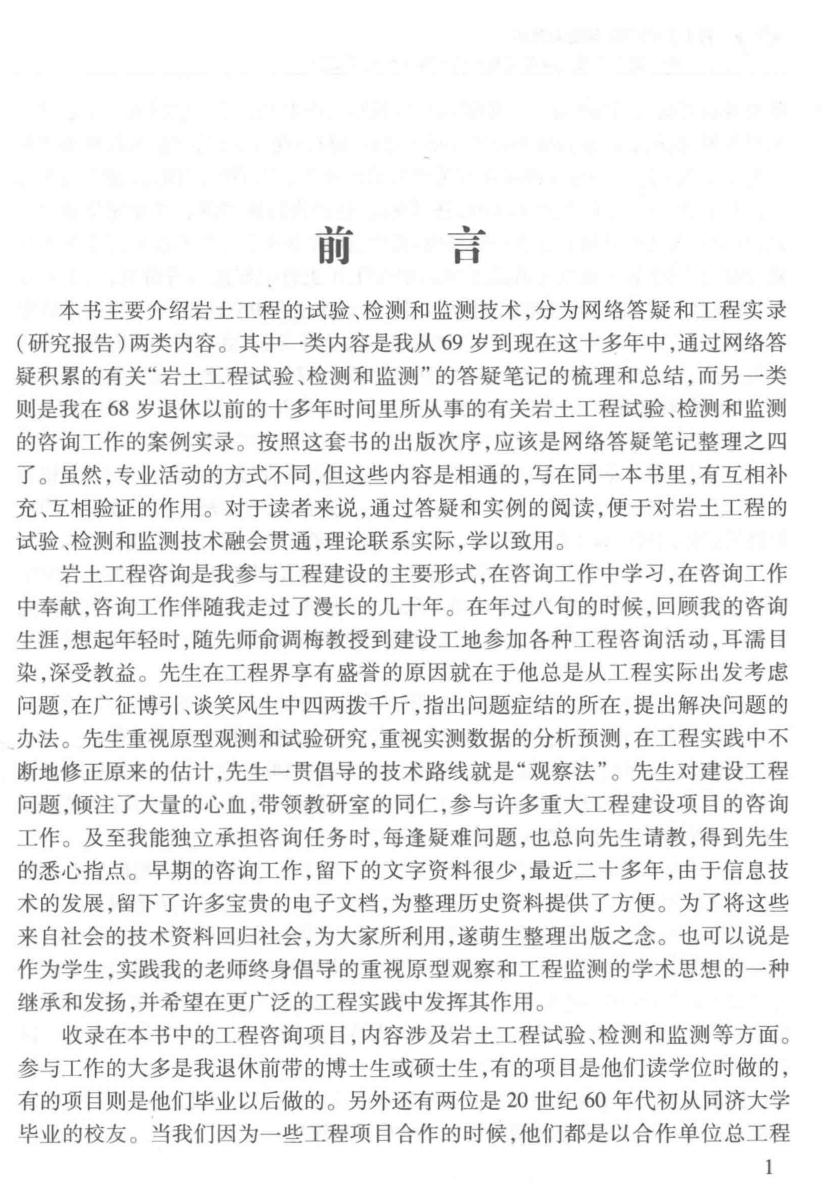 前 言
本书主要介绍岩土工程的试验、检测和监测技术,分为网络答疑和工程实录
(研究报告)两类内容。其中一类内容是我从 69 岁到现在这十多年中,通过网络答
疑积累的有关“岩土工程试验、检测和监测”的答疑笔记的梳理和总结,而另一类
则是我在 68 岁退休以前的十多年时间里所从事的有关岩土工程试验、检测和监测
的咨询工作的案例实录。按照这套书的出版次序,应该是网络答疑笔记整理之四
了。虽然,专业活动的方式不同,但这些内容是相通的,写在同一本书里,有互相补
充、互相验证的作用。对于读者来说,通过答疑和实例的阅读,便于对岩土工程的
试验、检测和监测技术融会贯通,理论联系实际,学以致用。
岩土工程咨询是我参与工程建设的主要形式,在咨询工作中学习,在咨询工作
中奉献,咨询工作伴随我走过了漫长的几十年。在年过八旬的时候,回顾我的咨询
生涯,想起年轻时,随先师俞调梅教授到建设工地参加各种工程咨询活动,耳濡目
染,深受教益。先生在工程界享有盛誉的原因就在于他总是从工程实际出发考虑
问题,在广征博引、谈笑风生中四两拨千斤,指出问题症结的所在,提出解决问题的
办法。先生重视原型观测和试验研究,重视实测数据的分析预测,在工程实践中不
断地修正原来的估计,先生一贯倡导的技术路线就是“观察法”。先生对建设工程
问题,倾注了大量的心血,带领教研室的同仁,参与许多重大工程建设项目的咨询
工作。及至我能独立承担咨询任务时,每逢疑难问题,也总向先生请教,得到先生
的悉心指点。早期的咨询工作,留下的文字资料很少,最近二十多年,由于信息技
术的发展,留下了许多宝贵的电子文档,为整理历史资料提供了方便。为了将这些
来自社会的技术资料回归社会,为大家所利用,遂萌生整理出版之念。也可以说是
作为学生,实践我的老师终身倡导的重视原型观察和工程监测的学术思想的一种
继承和发扬,并希望在更广泛的工程实践中发挥其作用。
收录在本书中的工程咨询项目,内容涉及岩土工程试验、检测和监测等方面。
参与工作的大多是我退休前带的博士生或硕士生,有的项目是他们读学位时做的,
有的项目则是他们毕业以后做的。另外还有两位是 20 世纪 60 年代初从同济大学
毕业的校友。当我们因为一些工程项目合作的时候,他们都是以合作单位总工程
1